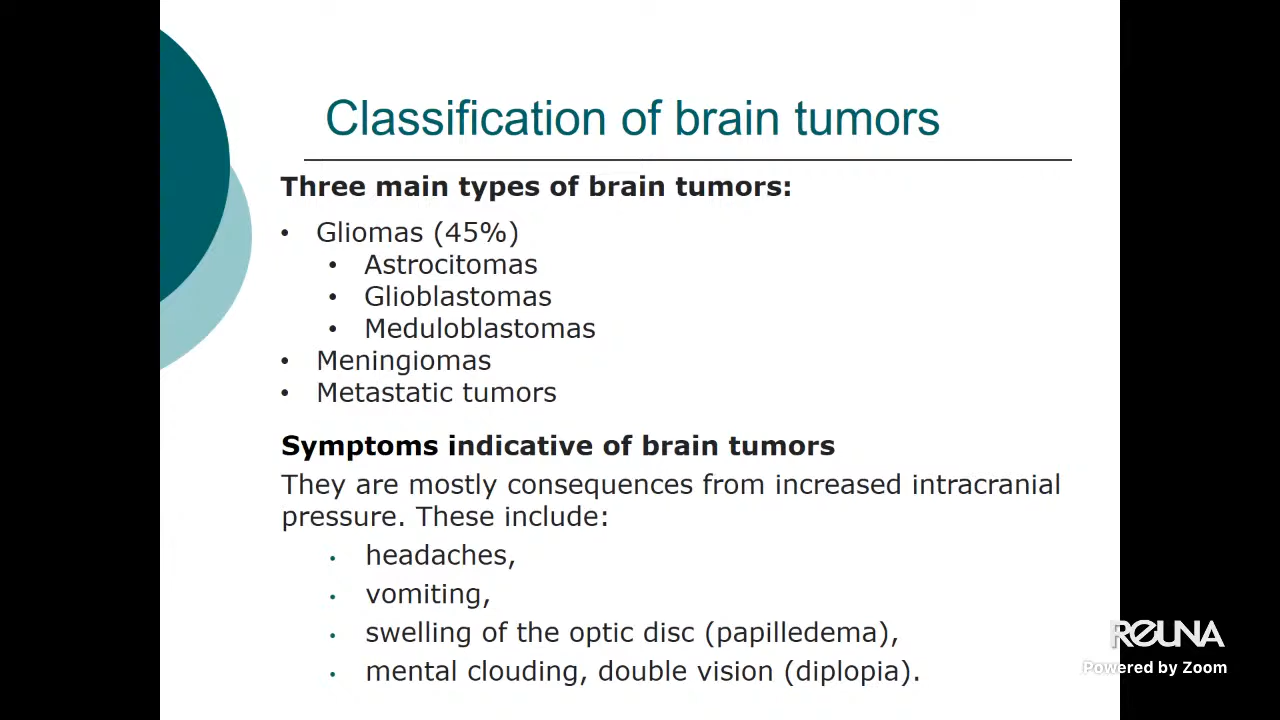 Classification of brain tumors
Three main types of brain tumors:
• Gliomas (45%)
• Astrocitomas
• Glioblastomas
• Meduloblastomas
• Meningiomas
• Metastatic tumors
Symptoms indicative of brain tumors
They are mostly consequences from increased intracranial
pressure. These include:
• headaches,
• vomiting,
• swelling of the optic disc (papilledema),
• mental clouding, double vision (diplopia).
REUNA
Powered by Zoom